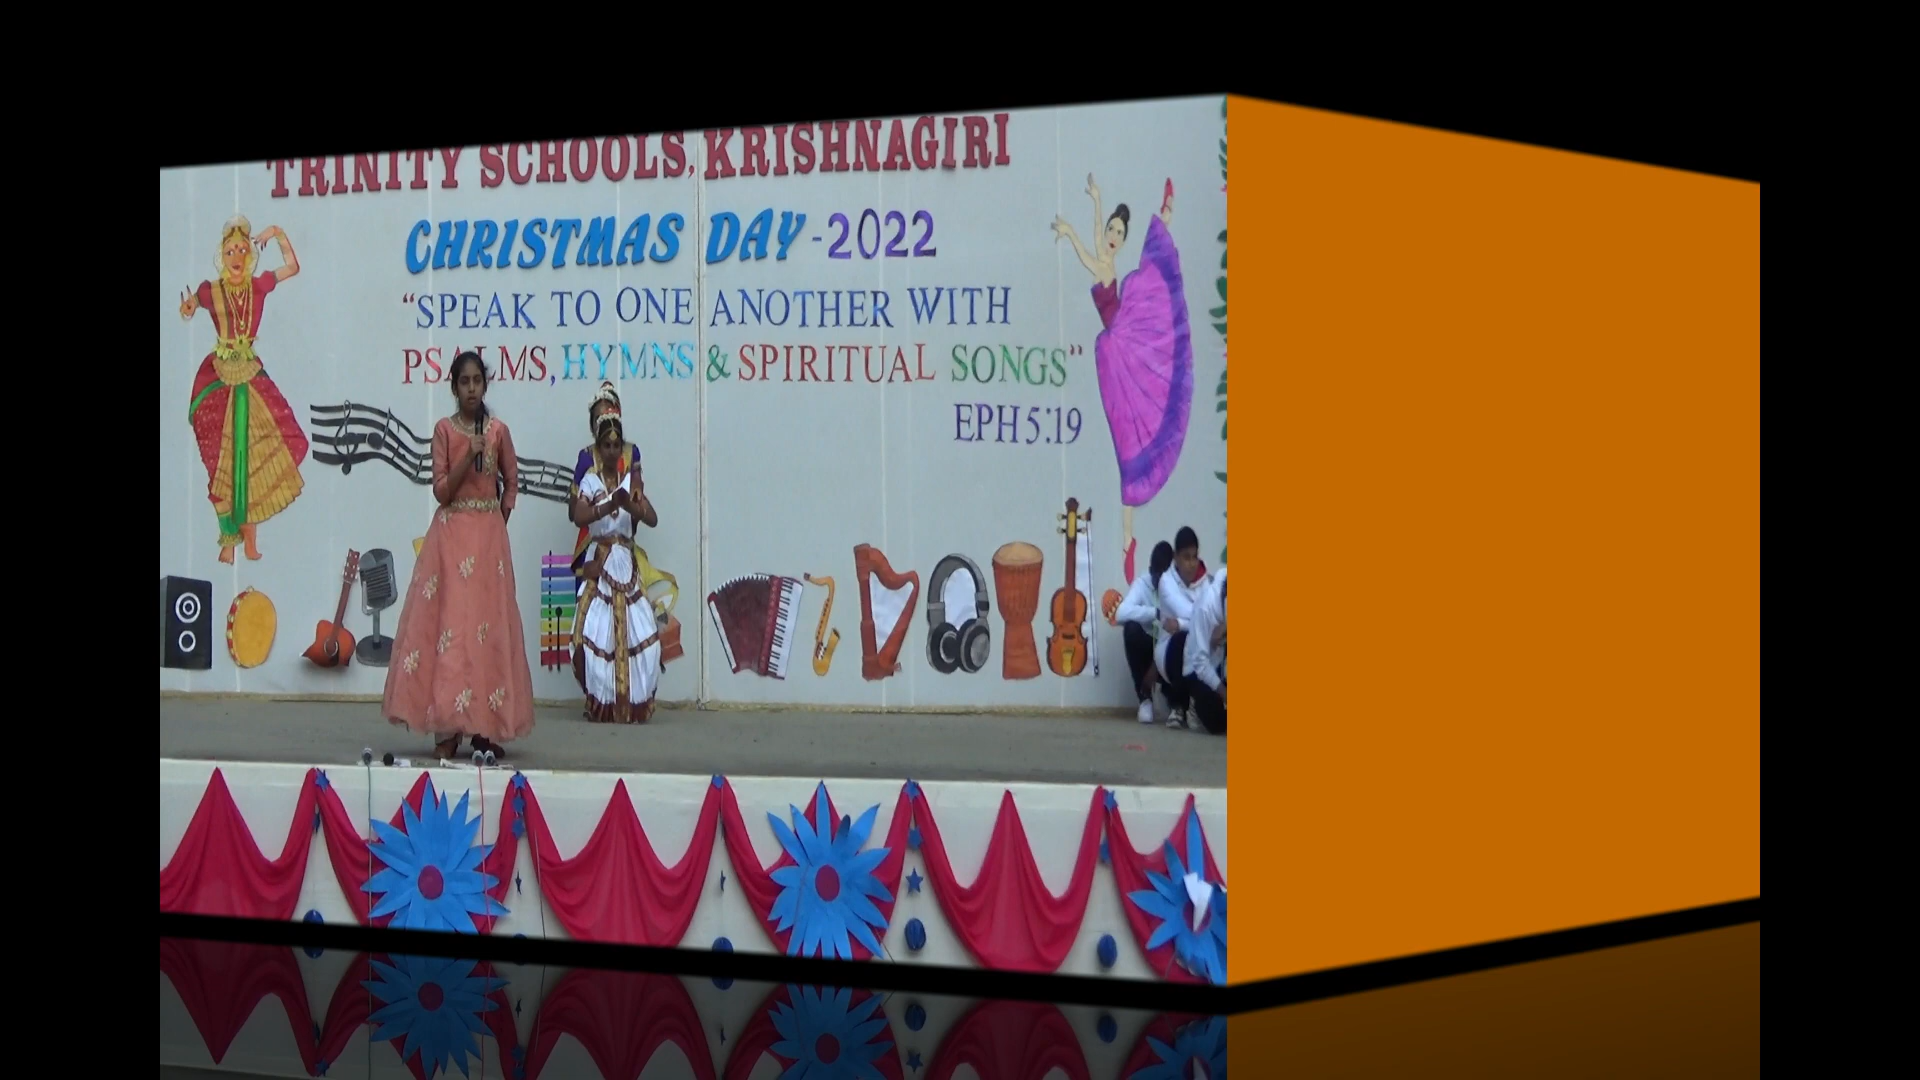 TRINITY SCHOOLS, KRISHNAGIRI
CHRISTMAS DAY - 2022
“SPEAK TO ONE ANOTHER WITH
PSALMS, HYMNS & SPIRITUAL SONGS”
EPH 5:19